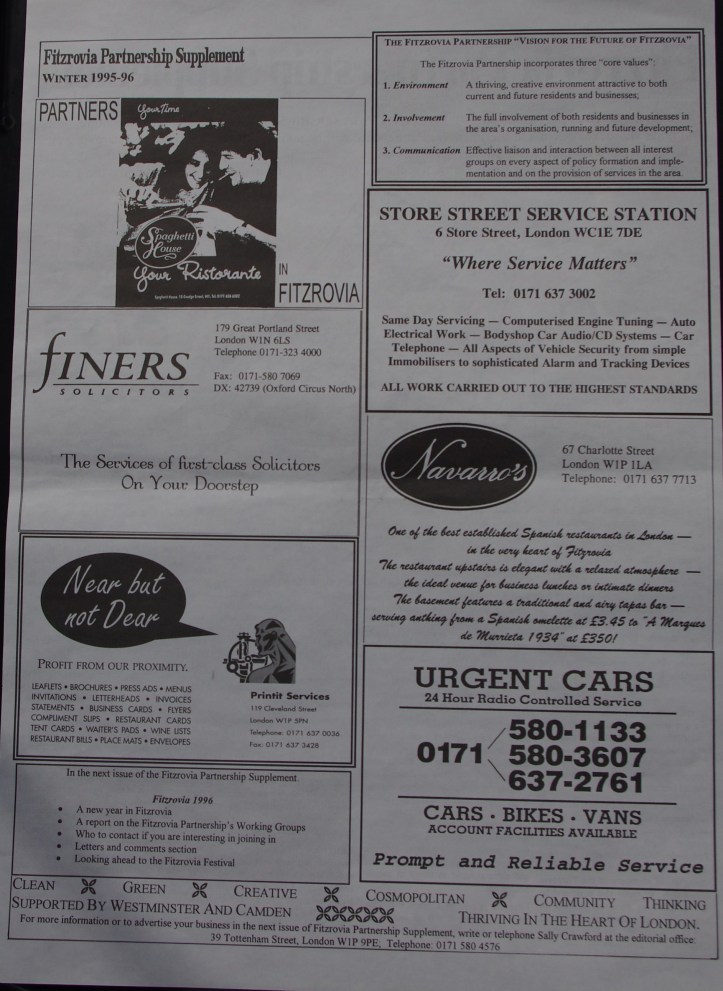 Fitzrovia Partnership Supplement
WINTER 1995-96
PARTNERS
Your Time
Spaghetti
House
Your Ristorante
IN
FITZROVIA
THE FITZROVIA PARTNERSHIP "VISION FOR THE FUTURE OF FITZROVIA"
The Fitzrovia Partnership incorporates three "core values":
1. Environment A thriving, creative environment attractive to both
current and future residents and businesses;
2. Involvement The full involvement of both residents and businesses in
the area's organisation, running and future development;
3. Communication Effective liaison and interaction between all interest
groups on every aspect of policy formation and imple-
mentation and on the provision of services in the area.
STORE STREET SERVICE STATION
6 Store Street, London WC1E 7DE
"Where Service Matters"
Tel: 0171 637 3002
Same Day Servicing — Computerised Engine Tuning — Auto
Electrical Work — Bodyshop Car Audio/CD Systems — Car
Telephone — All Aspects of Vehicle Security from simple
Immobilisers to sophisticated Alarm and Tracking Devices
ALL WORK CARRIED OUT TO THE HIGHEST STANDARDS
fINERS
SOLICITORS
179 Great Portland Street
London W1N 6LS
Telephone 0171-323 4000
Fax: 0171-580 7069
DX: 42739 (Oxford Circus North)
The Services of first-class Solicitors
On Your Doorstep
Navarro's
67 Charlotte Street
London W1P 1LA
Telephone: 0171 637 7713
One of the best established Spanish restaurants in London —
in the very heart of Fitzrovia
The restaurant upstairs is elegant with a relaxed atmosphere —
the ideal venue for business lunches or intimate dinners
The basement features a traditional and airy tapas bar —
serving anthing from a Spanish omelette at £3.45 to "A Marques
de Murrieta 1934" at £350!
Near but
not Dear
PROFIT FROM OUR PROXIMITY.
LEAFLETS • BROCHURES • PRESS ADS • MENUS
INVITATIONS • LETTERHEADS • INVOICES
STATEMENTS • BUSINESS CARDS • FLYERS
COMPLIMENT SLIPS • RESTAURANT CARDS
TENT CARDS • WAITER'S PADS • WINE LISTS
RESTAURANT BILLS • PLACE MATS • ENVELOPES
Printit Services
119 Cleveland Street
London W1P 5PN
Telephone: 0171 637 0036
Fax: 0171 637 3428
URGENT CARS
24 Hour Radio Controlled Service
0171
580-1133
580-3607
637-2761
CARS · BIKES · VANS
ACCOUNT FACILITIES AVAILABLE
Prompt and Reliable Service
In the next issue of the Fitzrovia Partnership Supplement
Fitzrovia 1996
• A new year in Fitzrovia
• A report on the Fitzrovia Partnership's Working Groups
• Who to contact if you are interesting in joining in
• Letters and comments section
• Looking ahead to the Fitzrovia Festival
CLEAN GREEN CREATIVE COSMOPOLITAN COMMUNITY THINKING
SUPPORTED BY WESTMINSTER AND CAMDEN THRIVING IN THE HEART OF LONDON.
For more information or to advertise your business in the next issue of Fitzrovia Partnership Supplement, write or telephone Sally Crawford at the editorial office:
39 Tottenham Street, London W1P 9PE, Telephone: 0171 580 4576